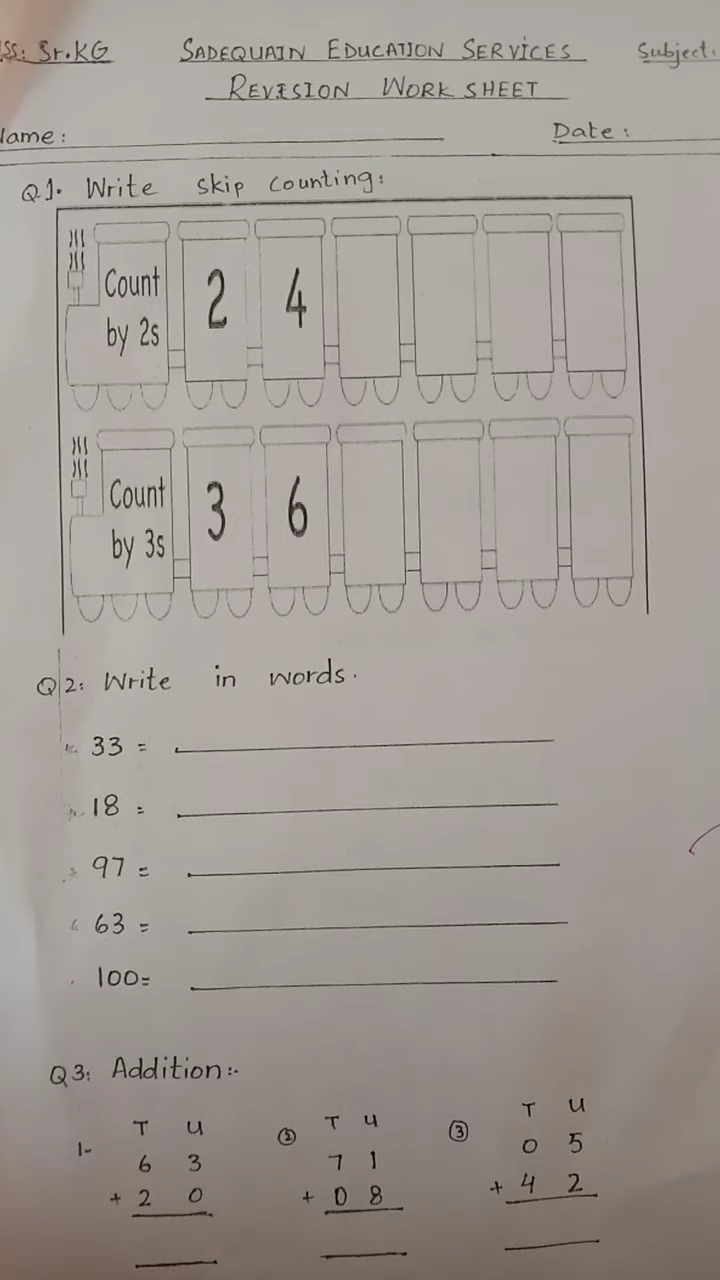 SS: Sr.KG SADEQUAIN EDUCATION SERVICES Subject:
REVISION WORK SHEET
Name: Date:
Q1. Write skip counting:
Count by 2s 2 4
Count by 3s 3 6
Q2: Write in words.
33 =
18 =
97 =
63 =
100=
Q3: Addition:-
1- T U ② T U ③ T U
6 3 7 1 0 5
+ 2 0 + 0 8 + 4 2